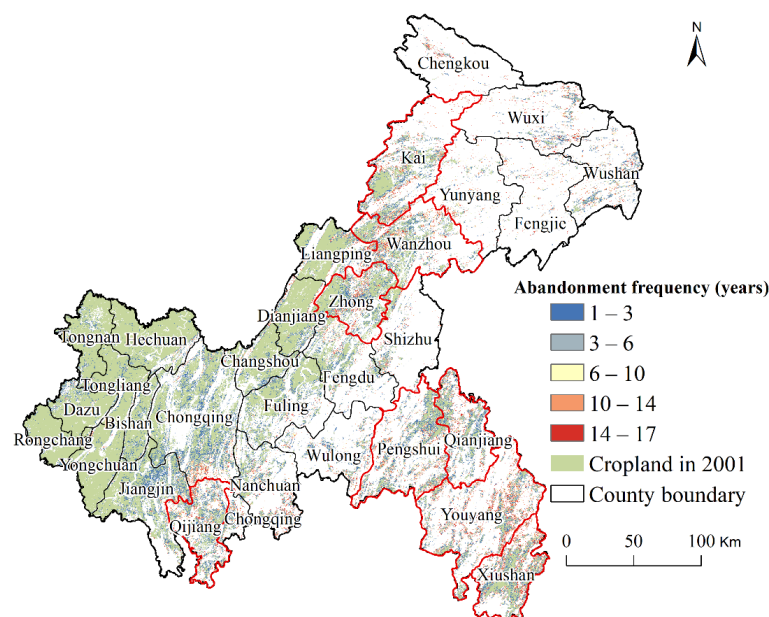 N
Chengkou
Wuxi
Kai
Wushan
Yunyang
Fengjie
Wanzhou
Liangping
Abandonment frequency (years)
Zhong
1 – 3
Dianjiang
3 – 6
Shizhu
Tongnan
Hechuan
6 – 10
Changshou
Fengdu
10 – 14
Tongliang
Dazu
Chongqing
Fuling
14 – 17
Bishan
Rongchang
Pengshui
Qianjiang
Wulong
Cropland in 2001
Yongchuan
Jiangjin
Nanchuan
County boundary
Qijiang
Chongqing
Youyang
0 50 100 Km
Xiushan